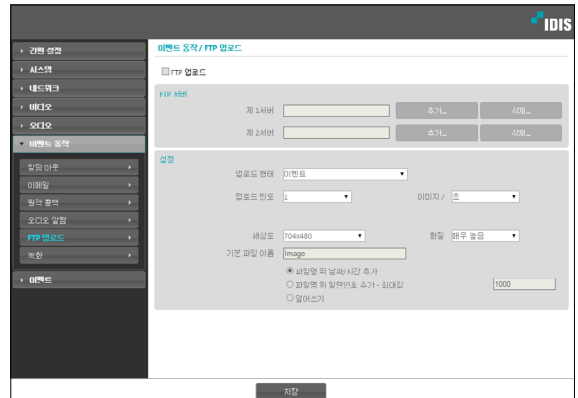 IDIS
간편 설정
시스템
네트워크
비디오
오디오
이벤트 동작
알람 아웃
이메일
원격 콜백
오디오 알람
FTP 업로드
녹화
이벤트
이벤트 동작 / FTP 업로드
FTP 업로드
FTP 서버
제 1서버 추가... 삭제...
제 2서버 추가... 삭제...
설정
업로드 형태 이벤트
업로드 빈도 1 이미지 / 초
해상도 704x480 화질 매우 높음
기본 파일 이름 Image
파일명 뒤 날짜/시간 추가
파일명 뒤 일련번호 추가 - 최대값 1000
덮어쓰기
저장